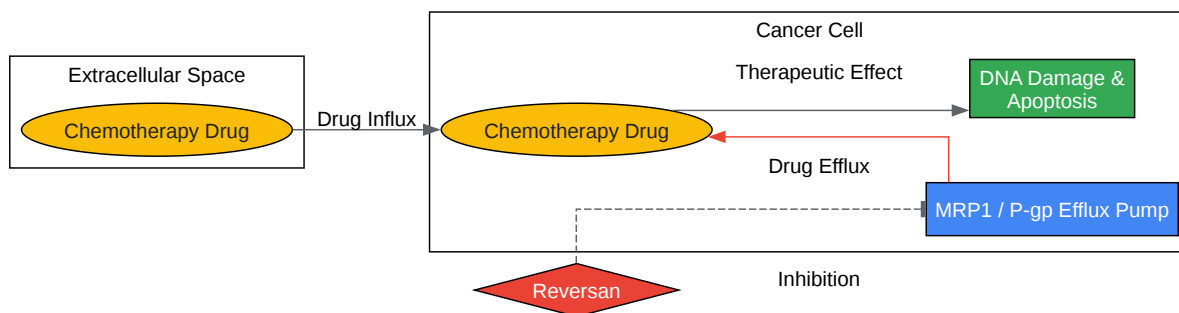 Extracellular Space
Chemotherapy Drug
Drug Influx
Cancer Cell
Chemotherapy Drug
Therapeutic Effect
DNA Damage &
Apoptosis
Drug Efflux
MRP1 / P-gp Efflux Pump
Reversan
Inhibition